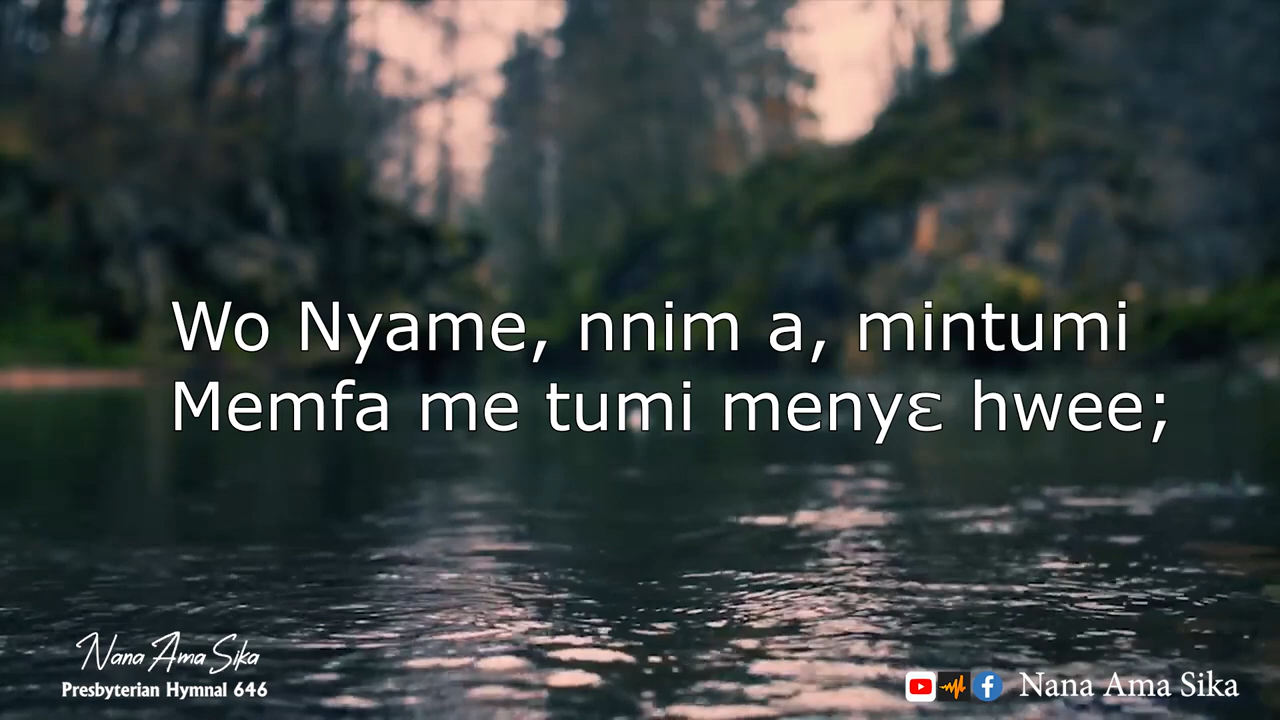 Wo Nyame, nnim a, mintumi
Memfa me tumi menyɛ hwee;
Nana Ama Sika
Presbyterian Hymnal 646
Nana Ama Sika